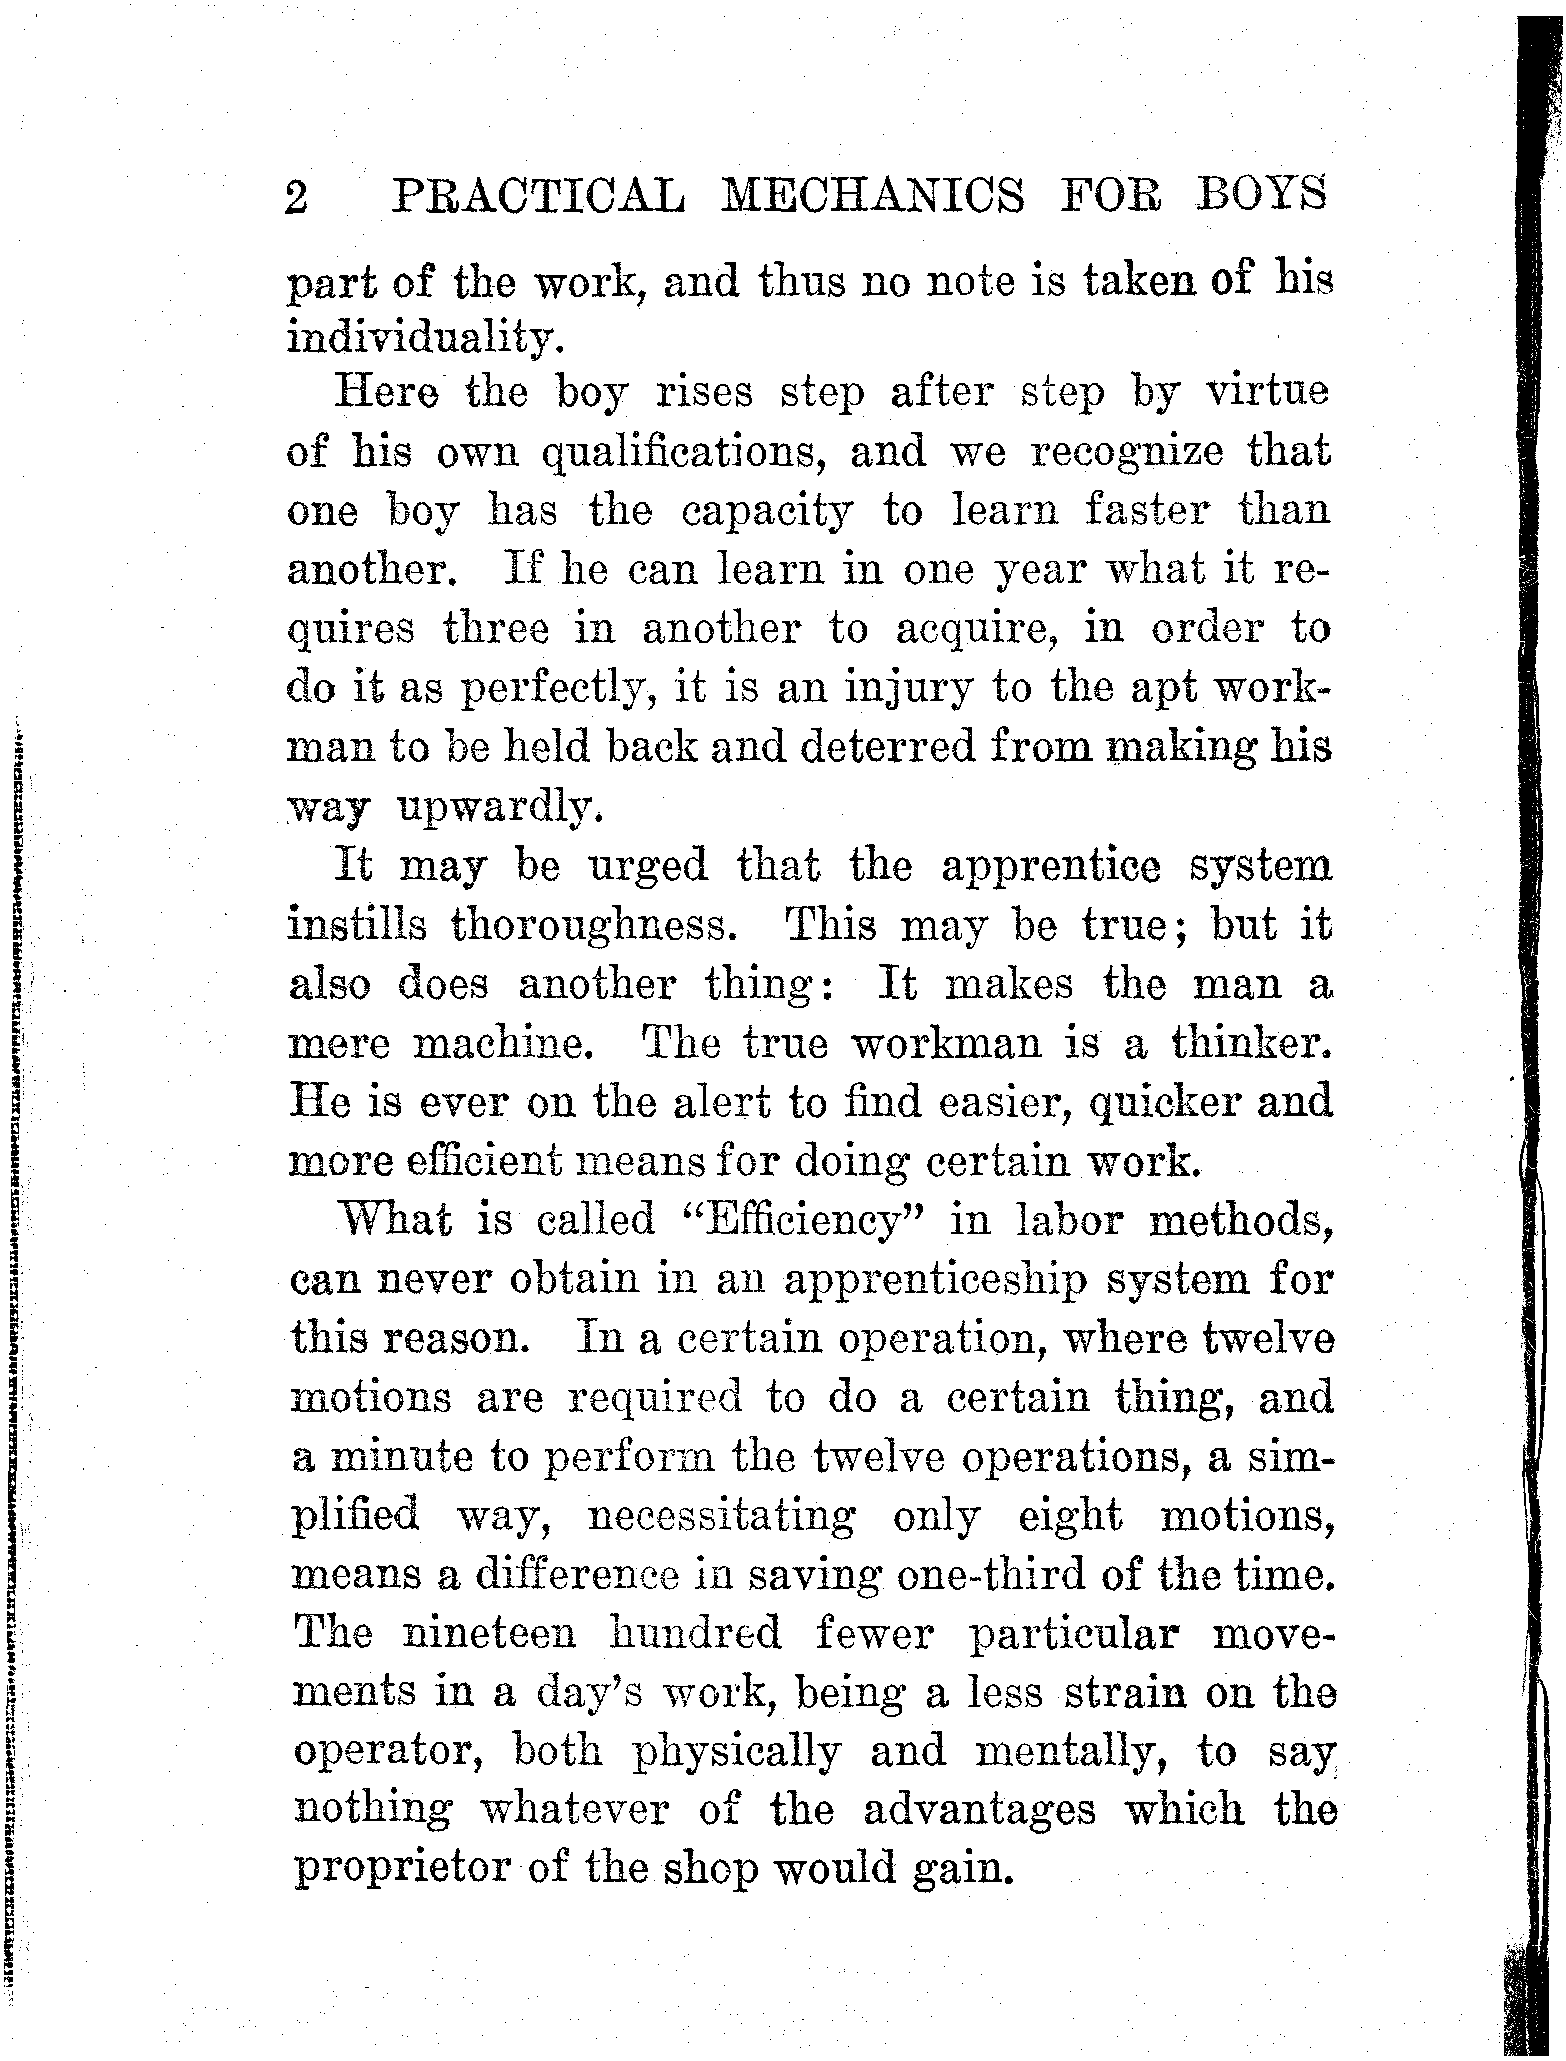 2 PRACTICAL MECHANICS FOR BOYS
part of the work, and thus no note is taken of his
individuality.
Here the boy rises step after step by virtue
of his own qualifications, and we recognize that
one boy has the capacity to learn faster than
another. If he can learn in one year what it re-
quires three in another to acquire, in order to
do it as perfectly, it is an injury to the apt work-
man to be held back and deterred from making his
way upwardly.
It may be urged that the apprentice system
instills thoroughness. This may be true; but it
also does another thing: It makes the man a
mere machine. The true workman is a thinker.
He is ever on the alert to find easier, quicker and
more efficient means for doing certain work.
What is called "Efficiency" in labor methods,
can never obtain in an apprenticeship system for
this reason. In a certain operation, where twelve
motions are required to do a certain thing, and
a minute to perform the twelve operations, a sim-
plified way, necessitating only eight motions,
means a difference in saving one-third of the time.
The nineteen hundred fewer particular move-
ments in a day's work, being a less strain on the
operator, both physically and mentally, to say
nothing whatever of the advantages which the
proprietor of the shop would gain.